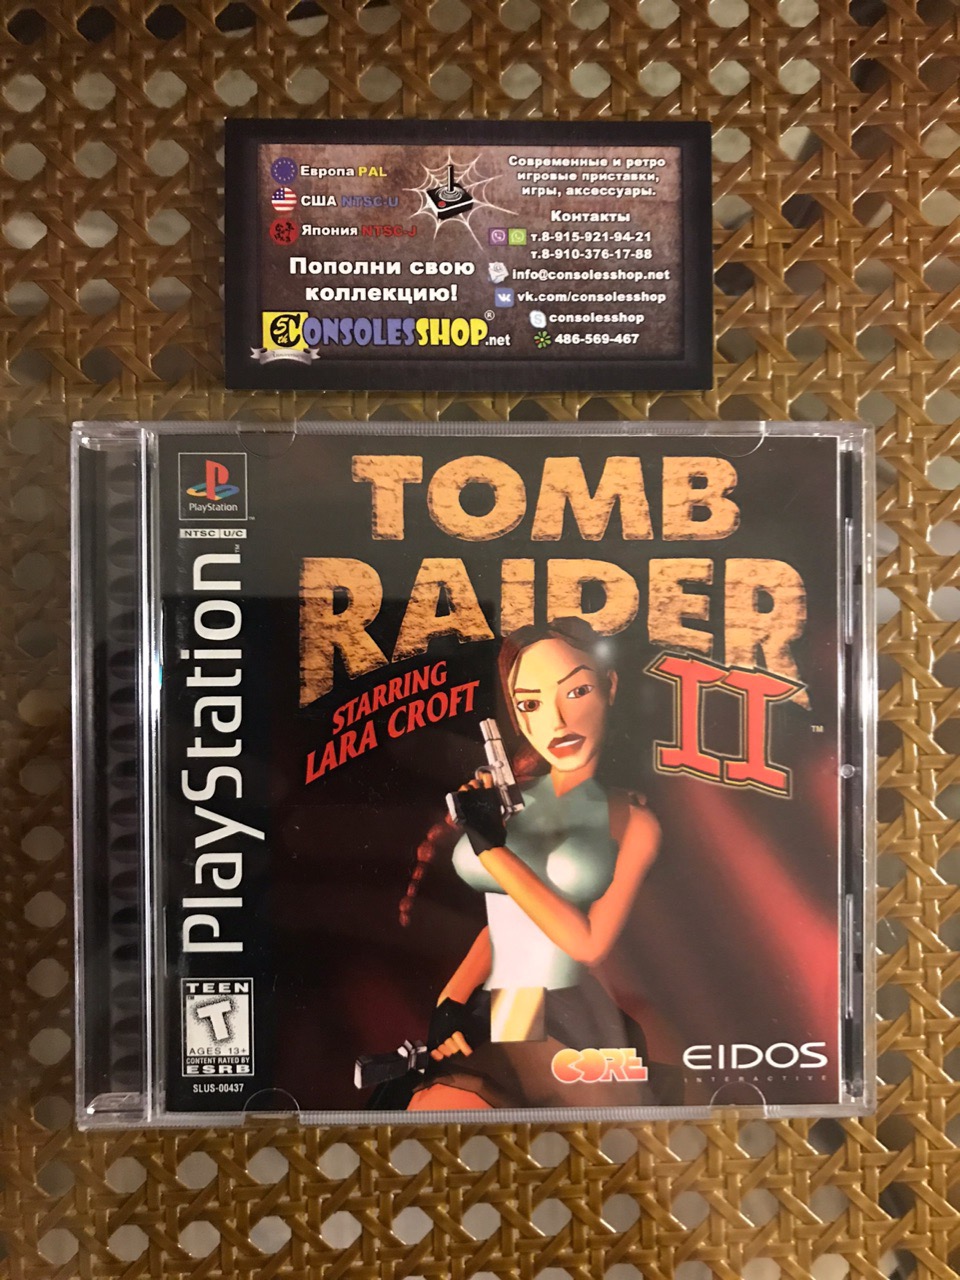 Европа PAL
США NTSC-U
Япония NTSC-J
Пополни свою
коллекцию!
5th
CONSOLESSHOP®.net
Современные и ретро
игровые приставки,
игры, аксессуары.
Контакты
т.8-915-921-94-21
т.8-910-376-17-88
info@consolesshop.net
vk.com/consolesshop
consolesshop
486-569-467
PlayStation
NTSC U/C
PlayStation™
TOMB
RAIDER
II™
STARRING
LARA CROFT
TEEN
T
AGES 13+
CONTENT RATED BY
ESRB
SLUS-00437
CORE
EIDOS
INTERACTIVE